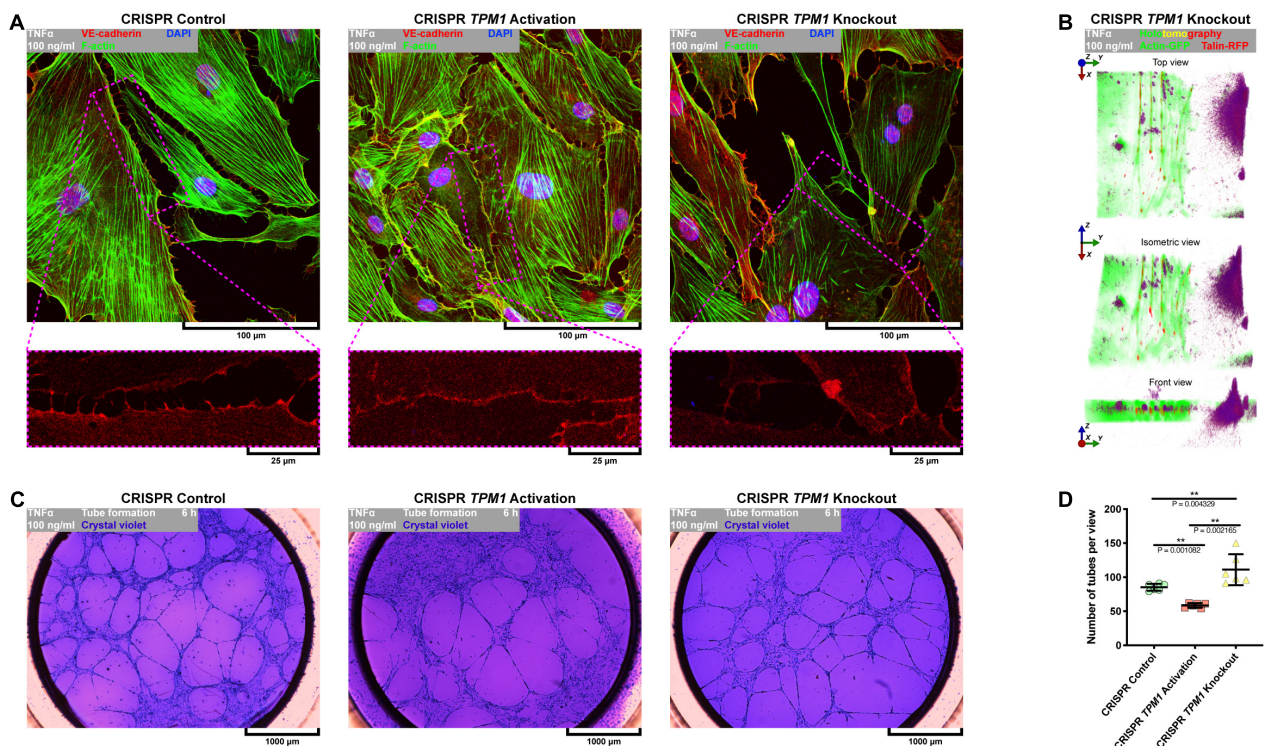 A
CRISPR Control
TNFα VE-cadherin DAPI
100 ng/ml F-actin
100 µm
25 µm
CRISPR TPM1 Activation
TNFα VE-cadherin DAPI
100 ng/ml F-actin
100 µm
25 µm
CRISPR TPM1 Knockout
TNFα VE-cadherin DAPI
100 ng/ml F-actin
100 µm
25 µm
B
CRISPR TPM1 Knockout
TNFα Holotomography
100 ng/ml Actin-GFP Talin-RFP
Top view
Z Y
X
Isometric view
Z
Y
X
Front view
Z
X Y
C
CRISPR Control
TNFα Tube formation 6 h
100 ng/ml Crystal violet
1000 µm
CRISPR TPM1 Activation
TNFα Tube formation 6 h
100 ng/ml Crystal violet
1000 µm
CRISPR TPM1 Knockout
TNFα Tube formation 6 h
100 ng/ml Crystal violet
1000 µm
D
**
P = 0.004329
**
P = 0.002165
**
P = 0.001082
Number of tubes per view
200
150
100
50
0
CRISPR Control
CRISPR TPM1 Activation
CRISPR TPM1 Knockout